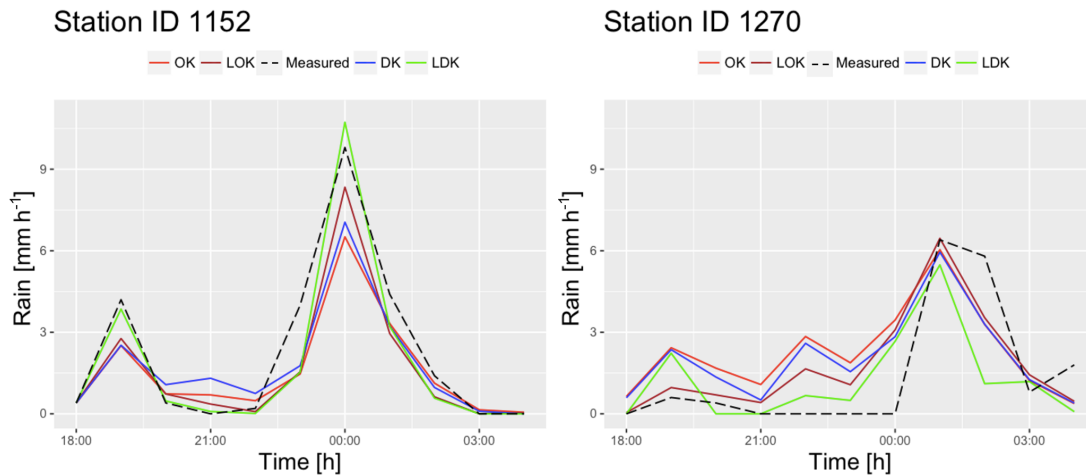 Station ID 1152
OK LOK Measured DK LDK
Rain [mm h-1]
9
6
3
0
18:00 21:00 00:00 03:00
Time [h]
Station ID 1270
OK LOK Measured DK LDK
Rain [mm h-1]
9
6
3
0
18:00 21:00 00:00 03:00
Time [h]